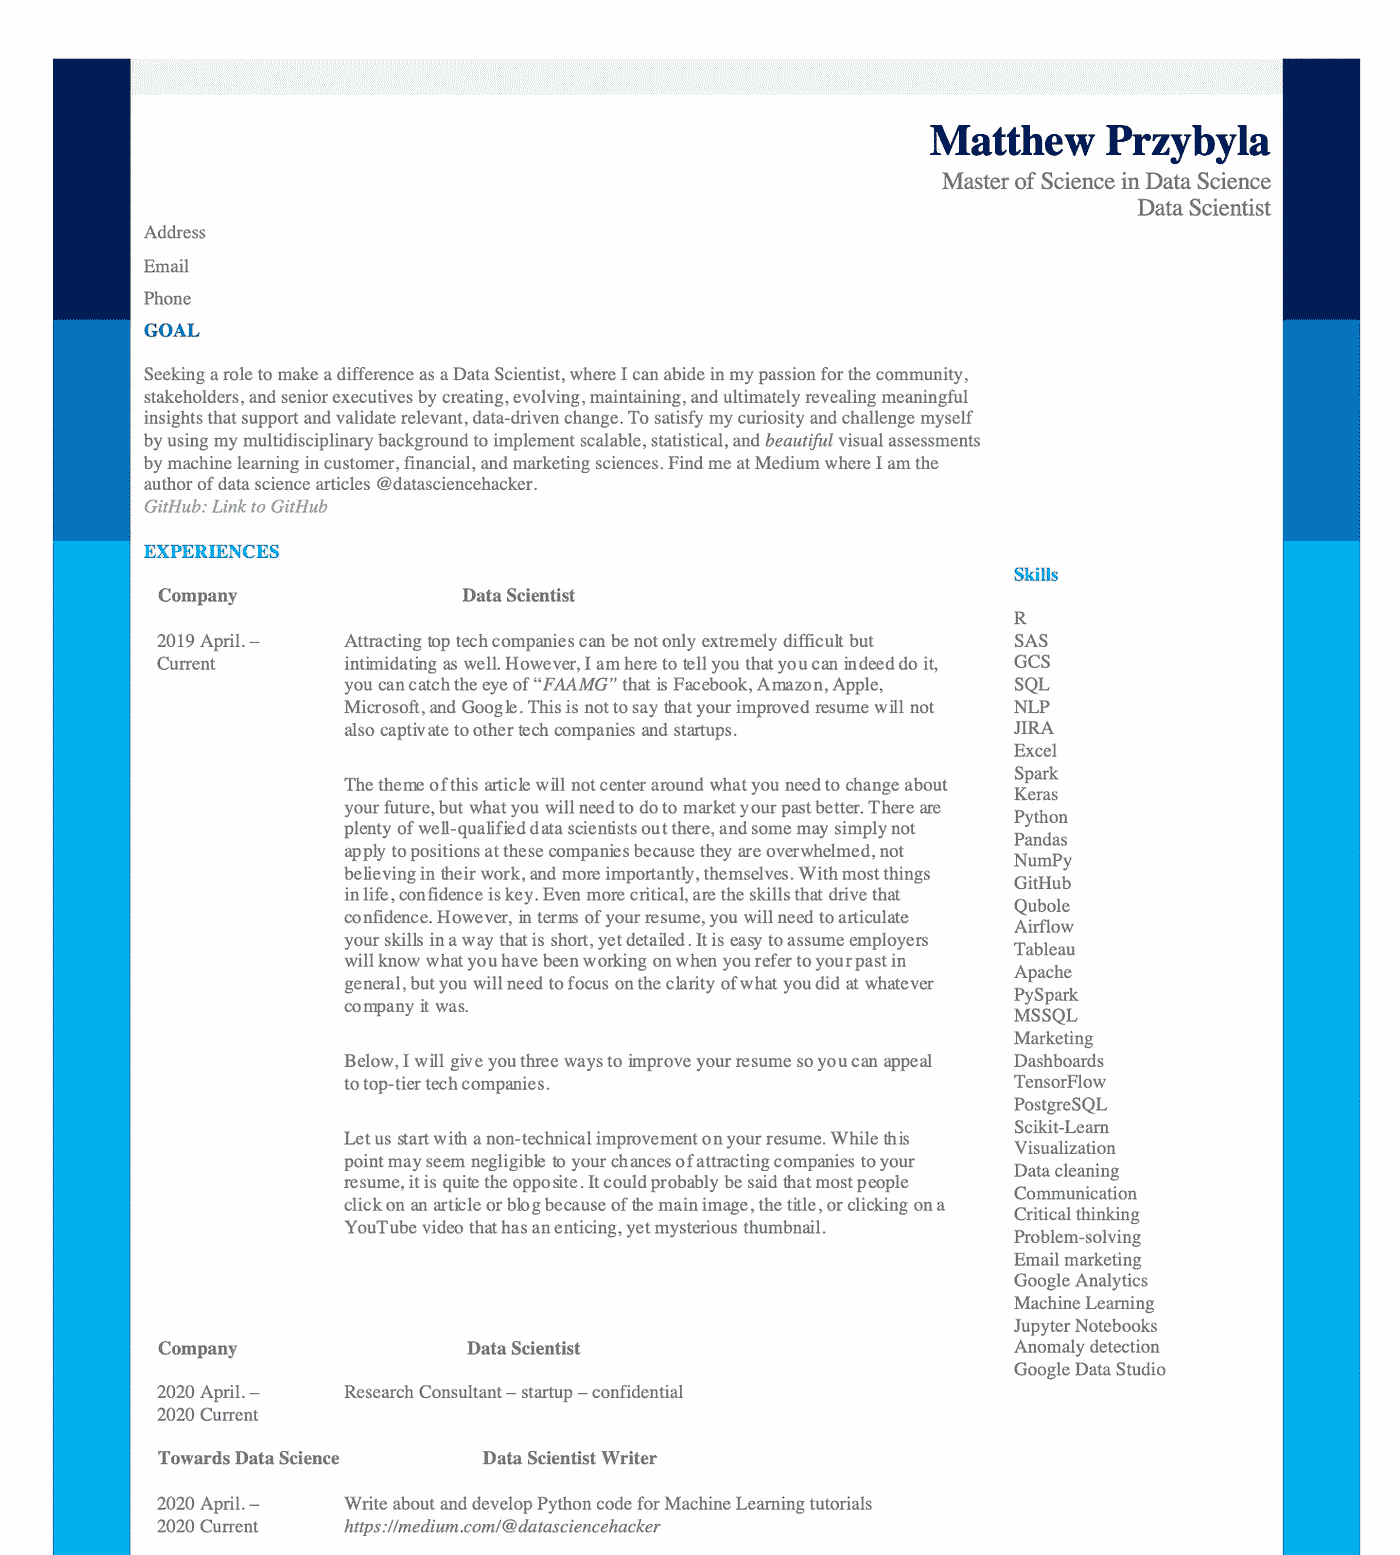 Matthew Przybyla
Master of Science in Data Science
Data Scientist
Address
Email
Phone
GOAL
Seeking a role to make a difference as a Data Scientist, where I can abide in my passion for the community,
stakeholders, and senior executives by creating, evolving, maintaining, and ultimately revealing meaningful
insights that support and validate relevant, data-driven change. To satisfy my curiosity and challenge myself
by using my multidisciplinary background to implement scalable, statistical, and beautiful visual assessments
by machine learning in customer, financial, and marketing sciences. Find me at Medium where I am the
author of data science articles @datasciencehacker.
GitHub: Link to GitHub
EXPERIENCES
Company Data Scientist
2019 April. –
Current
Attracting top tech companies can be not only extremely difficult but
intimidating as well. However, I am here to tell you that you can indeed do it,
you can catch the eye of “FAAMG” that is Facebook, Amazon, Apple,
Microsoft, and Google. This is not to say that your improved resume will not
also captivate to other tech companies and startups.
The theme of this article will not center around what you need to change about
your future, but what you will need to do to market your past better. There are
plenty of well-qualified data scientists out there, and some may simply not
apply to positions at these companies because they are overwhelmed, not
believing in their work, and more importantly, themselves. With most things
in life, confidence is key. Even more critical, are the skills that drive that
confidence. However, in terms of your resume, you will need to articulate
your skills in a way that is short, yet detailed. It is easy to assume employers
will know what you have been working on when you refer to your past in
general, but you will need to focus on the clarity of what you did at whatever
company it was.
Below, I will give you three ways to improve your resume so you can appeal
to top-tier tech companies.
Let us start with a non-technical improvement on your resume. While this
point may seem negligible to your chances of attracting companies to your
resume, it is quite the opposite. It could probably be said that most people
click on an article or blog because of the main image, the title, or clicking on a
YouTube video that has an enticing, yet mysterious thumbnail.
Company Data Scientist
2020 April. –
2020 Current
Research Consultant – startup – confidential
Towards Data Science Data Scientist Writer
2020 April. –
2020 Current
Write about and develop Python code for Machine Learning tutorials
https://medium.com/@datasciencehacker
Skills
R
SAS
GCS
SQL
NLP
JIRA
Excel
Spark
Keras
Python
Pandas
NumPy
GitHub
Qubole
Airflow
Tableau
Apache
PySpark
MSSQL
Marketing
Dashboards
TensorFlow
PostgreSQL
Scikit-Learn
Visualization
Data cleaning
Communication
Critical thinking
Problem-solving
Email marketing
Google Analytics
Machine Learning
Jupyter Notebooks
Anomaly detection
Google Data Studio